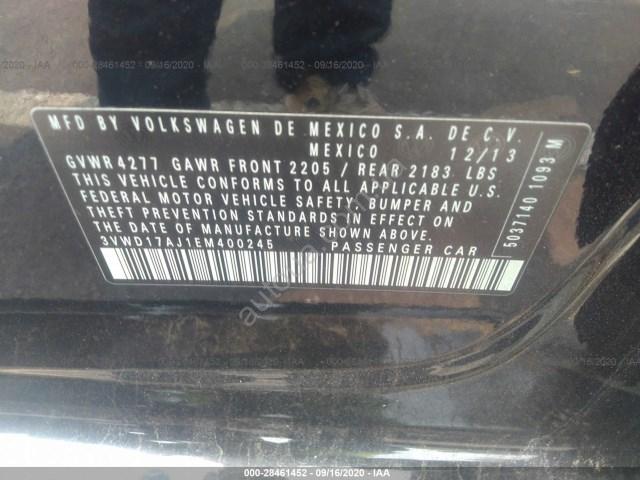 000-28461452 - 09/16/2020 - IAA
MFD BY VOLKSWAGEN DE MEXICO S.A. DE C.V.
MEXICO 12/13
GVWR 4277 GAWR FRONT 2205 / REAR 2183 LBS
THIS VEHICLE CONFORMS TO ALL APPLICABLE U.S.
FEDERAL MOTOR VEHICLE SAFETY, BUMPER AND
THEFT PREVENTION STANDARDS IN EFFECT ON
THE DATE OF MANUFACTURE SHOWN ABOVE.
3VWD17AJ1EM400245 PASSENGER CAR
5037140 1093 M
000-28461452 - 09/16/2020 - IAA